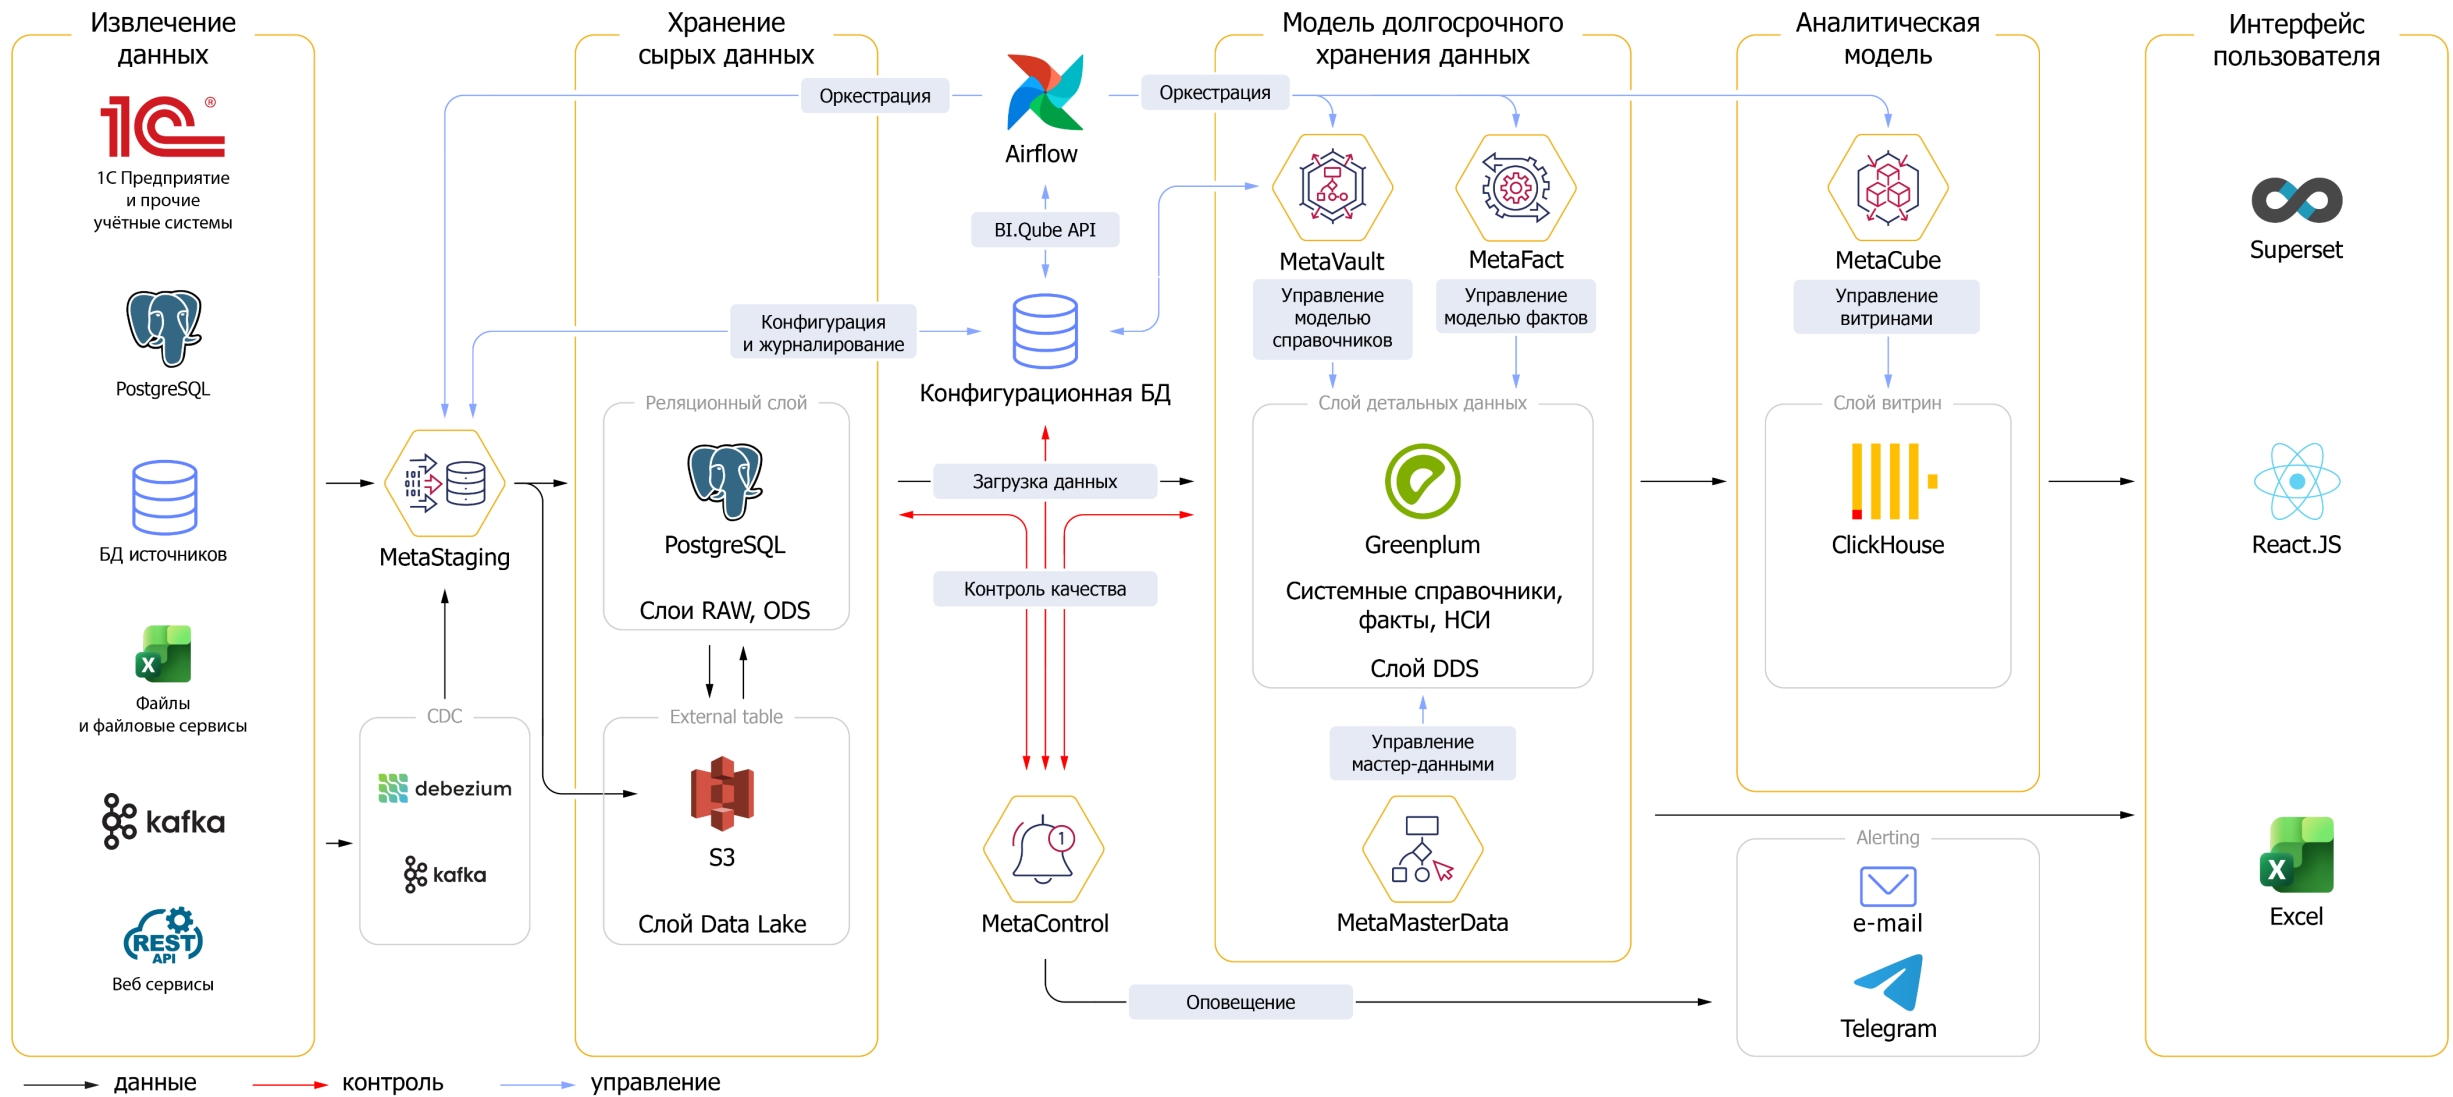 Извлечение
данных
1С
®
1С Предприятие
и прочие
учётные системы
PostgreSQL
БД источников
X
Файлы
и файловые сервисы
kafka
REST
API
Веб сервисы
MetaStaging
CDC
debezium
kafka
Хранение
сырых данных
Оркестрация
Конфигурация
и журналирование
Реляционный слой
PostgreSQL
Слои RAW, ODS
External table
S3
Слой Data Lake
Airflow
BI.Qube API
Конфигурационная БД
Загрузка данных
Контроль качества
1
MetaControl
Оповещение
Модель долгосрочного
хранения данных
Оркестрация
MetaVault
Управление
моделью
справочников
MetaFact
Управление
моделью фактов
Слой детальных данных
Greenplum
Системные справочники,
факты, НСИ
Слой DDS
Управление
мастер-данными
MetaMasterData
Аналитическая
модель
MetaCube
Управление
витринами
Слой витрин
ClickHouse
Alerting
e-mail
Telegram
Интерфейс
пользователя
Superset
React.JS
X
Excel
данные
контроль
управление